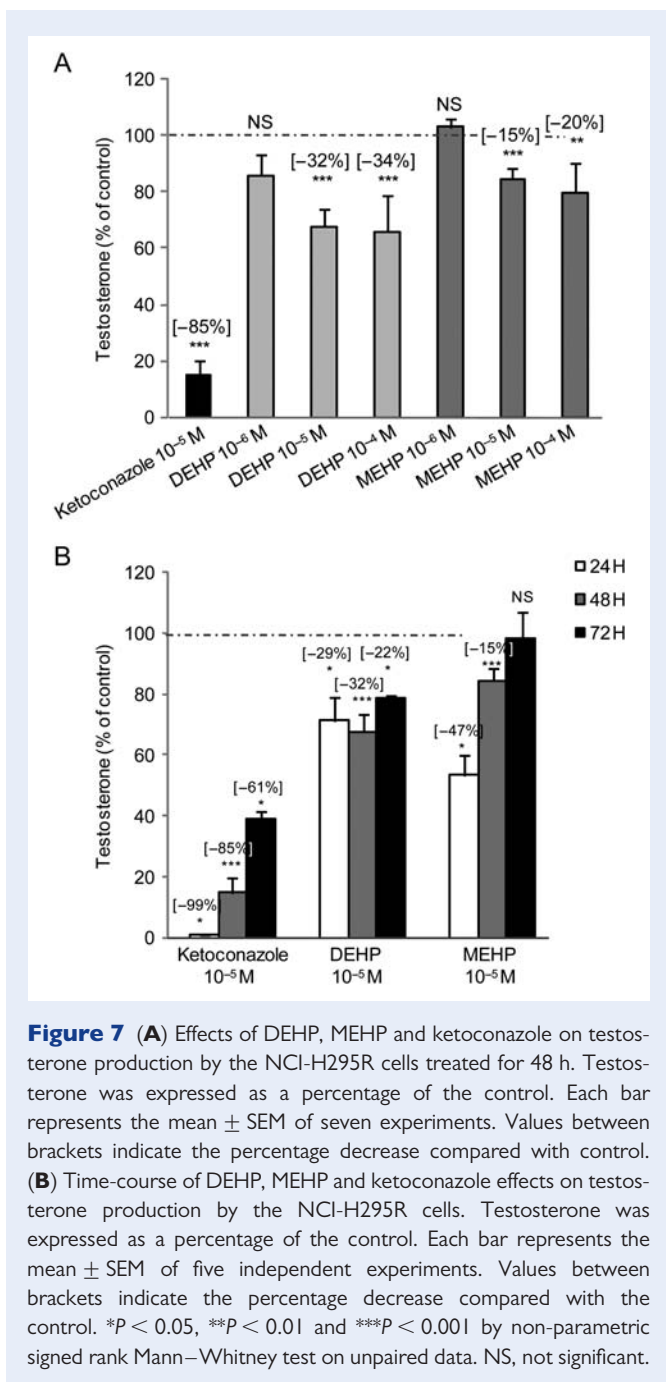 A
120
100
80
60
40
20
0
Testosterone (% of control)
[−85%]
***
NS
[−32%]
***
[−34%]
***
NS
[−15%]
***
[−20%]
**
Ketoconazole 10⁻⁵ M
DEHP 10⁻⁶ M
DEHP 10⁻⁵ M
DEHP 10⁻⁴ M
MEHP 10⁻⁶ M
MEHP 10⁻⁵ M
MEHP 10⁻⁴ M
B
120
100
80
60
40
20
0
Testosterone (% of control)
24H
48H
72H
[−99%]
*
[−85%]
***
[−61%]
*
[−29%]
*
[−32%]
***
[−22%]
*
[−47%]
*
[−15%]
***
NS
Ketoconazole
10⁻⁵M
DEHP
10⁻⁵M
MEHP
10⁻⁵M
Figure 7 (A) Effects of DEHP, MEHP and ketoconazole on testos-
terone production by the NCI-H295R cells treated for 48 h. Testos-
terone was expressed as a percentage of the control. Each bar
represents the mean ± SEM of seven experiments. Values between
brackets indicate the percentage decrease compared with control.
(B) Time-course of DEHP, MEHP and ketoconazole effects on testos-
terone production by the NCI-H295R cells. Testosterone was
expressed as a percentage of the control. Each bar represents the
mean ± SEM of five independent experiments. Values between
brackets indicate the percentage decrease compared with the
control. *P < 0.05, **P < 0.01 and ***P < 0.001 by non-parametric
signed rank Mann–Whitney test on unpaired data. NS, not significant.